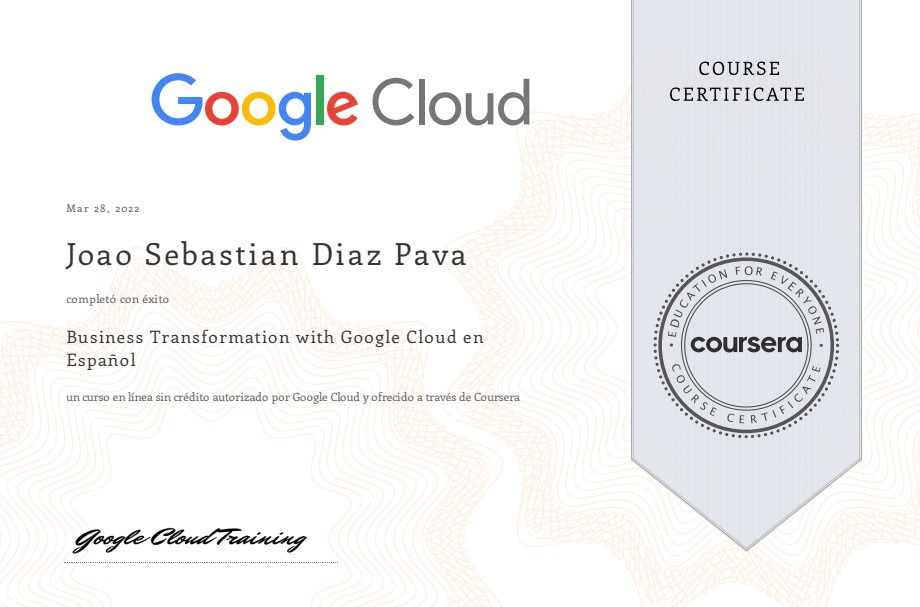 Google Cloud
COURSE
CERTIFICATE
Mar 28, 2022
Joao Sebastian Diaz Pava
completó con éxito
Business Transformation with Google Cloud en
Español
un curso en línea sin crédito autorizado por Google Cloud y ofrecido a través de Coursera
EDUCATION FOR EVERYONE
coursera
COURSE CERTIFICATE
Google Cloud Training